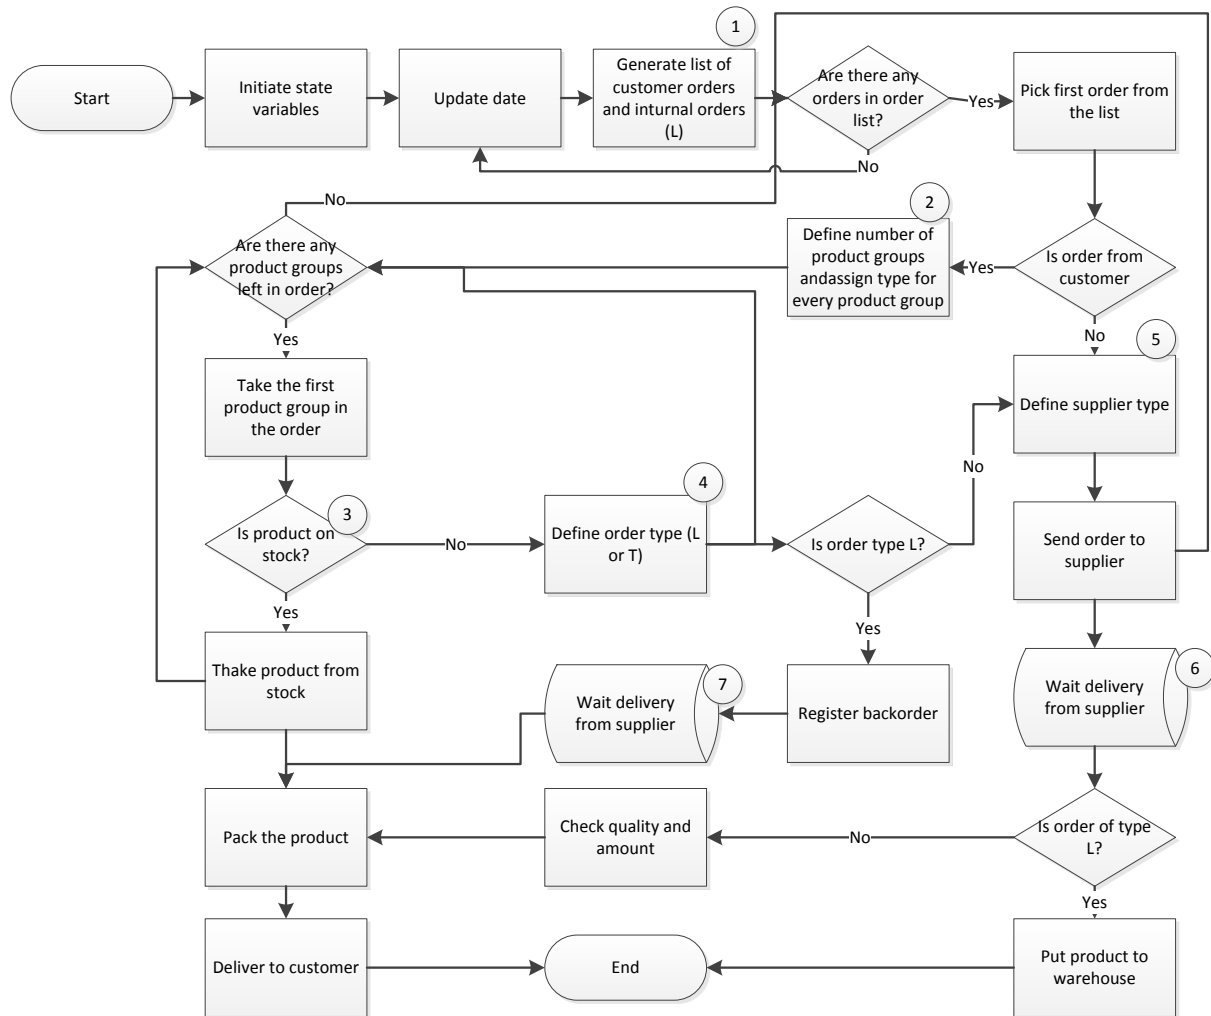 1
Start
Initiate state
variables
Update date
Generate list of
customer orders
and inturnal orders
(L)
Are there any
orders in order
list?
Yes
Pick first order from
the list
No
No
2
Are there any
product groups
left in order?
Define number of
product groups
andassign type for
every product group
Yes
Is order from
customer
Yes
No
5
Take the first
product group in
the order
Define supplier type
No
3
4
Is product on
stock?
No
Define order type (L
or T)
Is order type L?
Send order to
supplier
Yes
Yes
Thake product from
stock
7
Wait delivery
from supplier
Register backorder
6
Wait delivery
from supplier
Pack the product
Check quality and
amount
No
Is order of type
L?
Yes
Deliver to customer
End
Put product to
warehouse